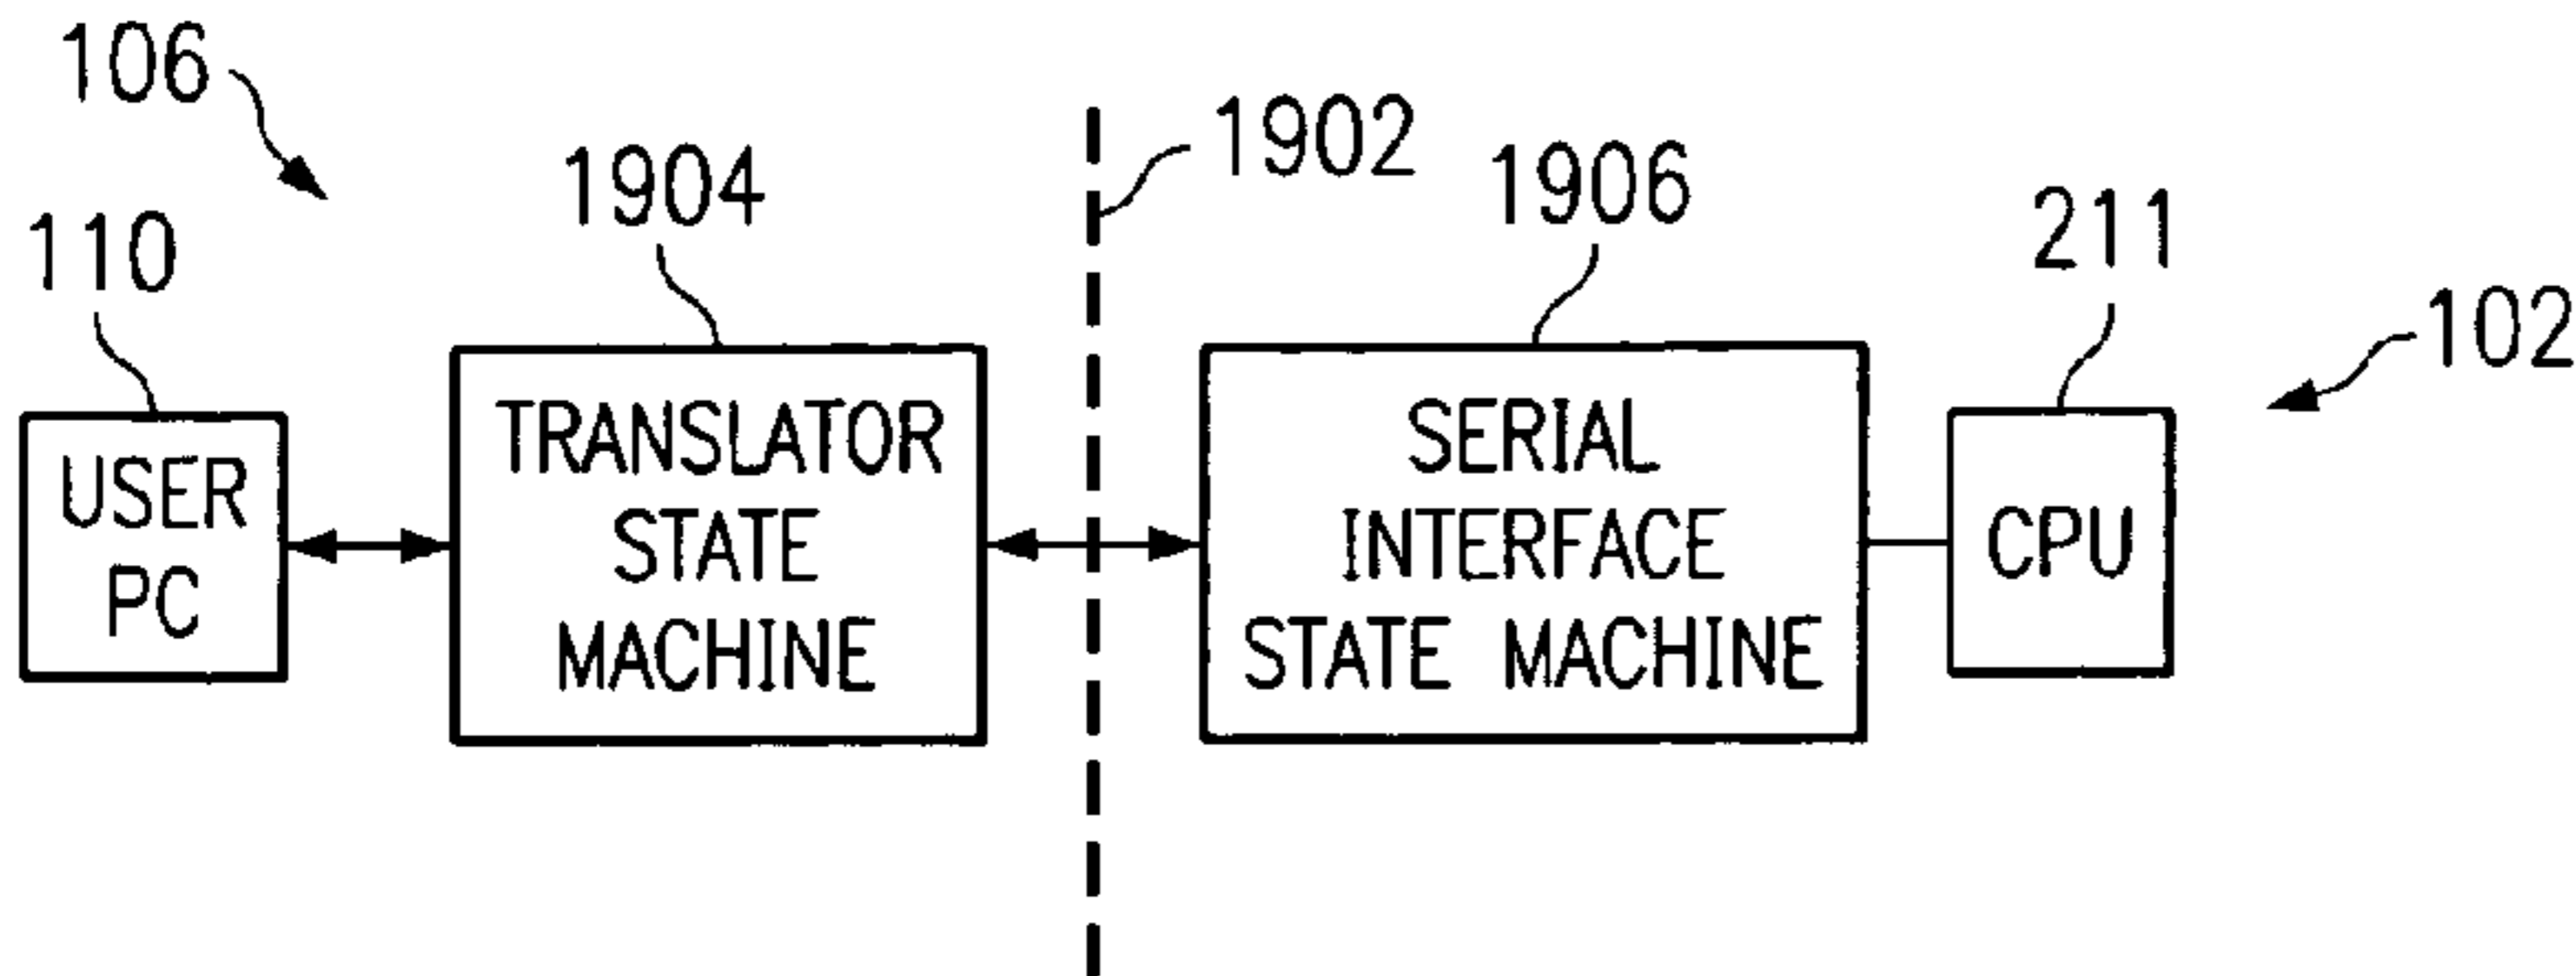 106
1902
1904
1906
110
211
102
USER
PC
TRANSLATOR
STATE
MACHINE
SERIAL
INTERFACE
STATE MACHINE
CPU